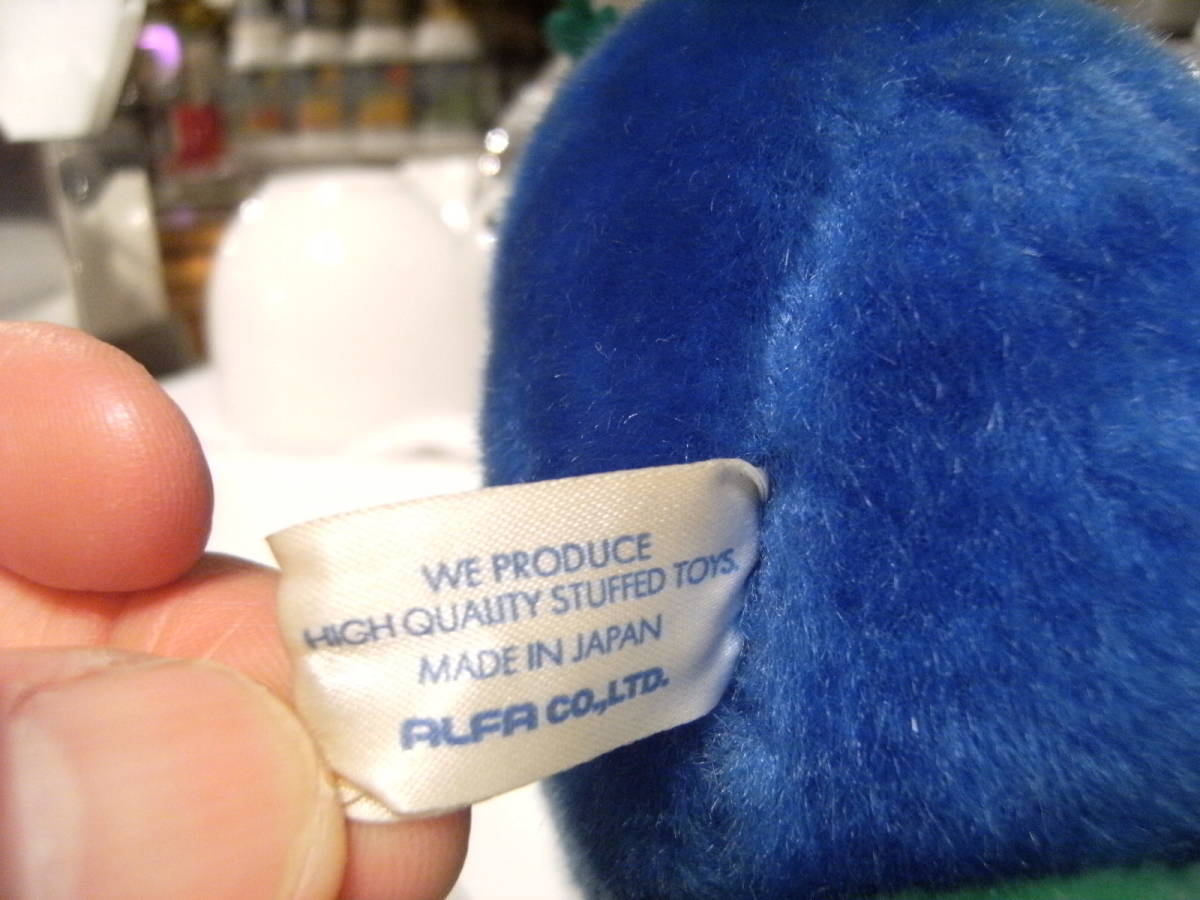 WE PRODUCE
HIGH QUALITY STUFFED TOYS.
MADE IN JAPAN
ALFA CO.,LTD.